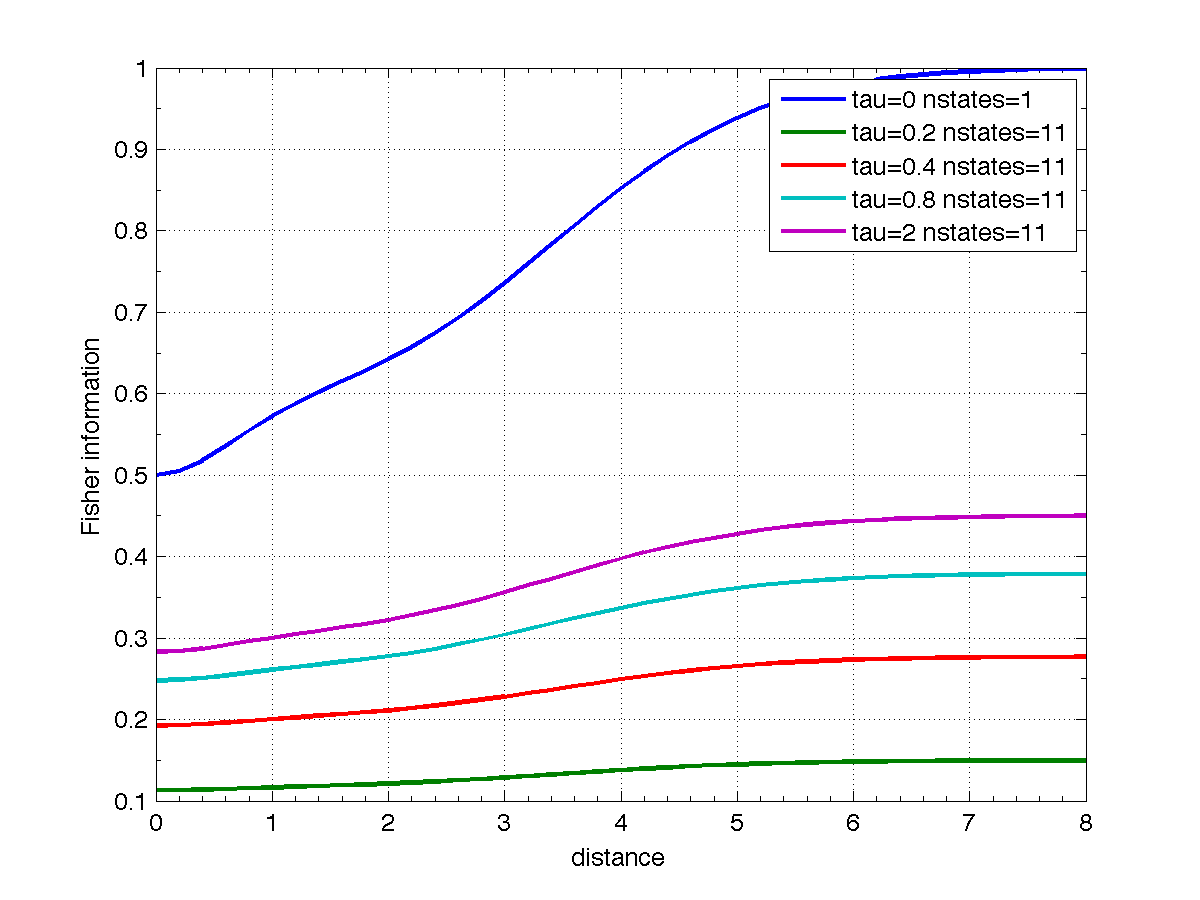 1
0.9
0.8
0.7
0.6
0.5
0.4
0.3
0.2
0.1
Fisher information
tau=0 nstates=1
tau=0.2 nstates=11
tau=0.4 nstates=11
tau=0.8 nstates=11
tau=2 nstates=11
0 1 2 3 4 5 6 7 8
distance